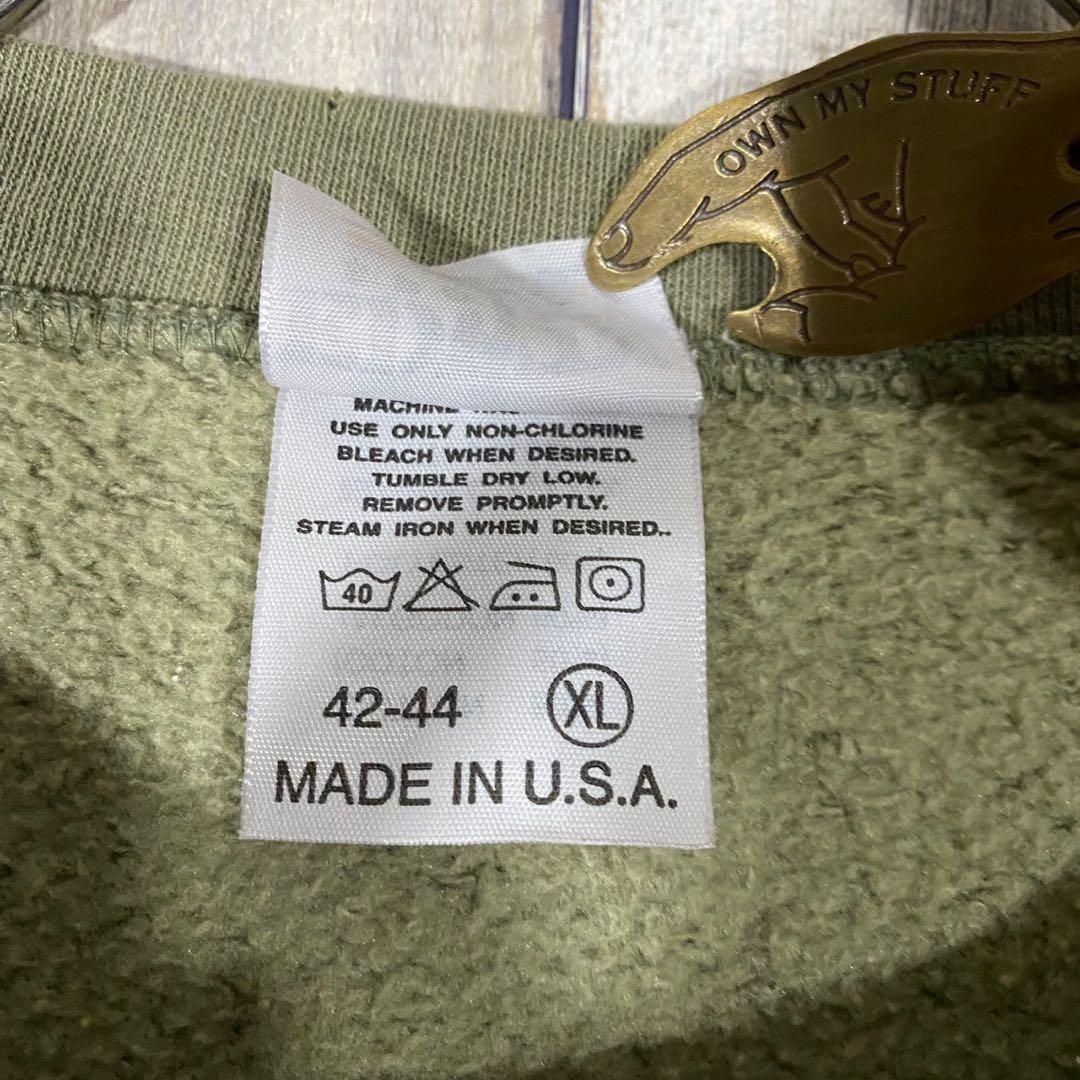 OWN MY STUFF
MACHINE
USE ONLY NON-CHLORINE
BLEACH WHEN DESIRED.
TUMBLE DRY LOW.
REMOVE PROMPTLY.
STEAM IRON WHEN DESIRED..
40
42-44 XL
MADE IN U.S.A.